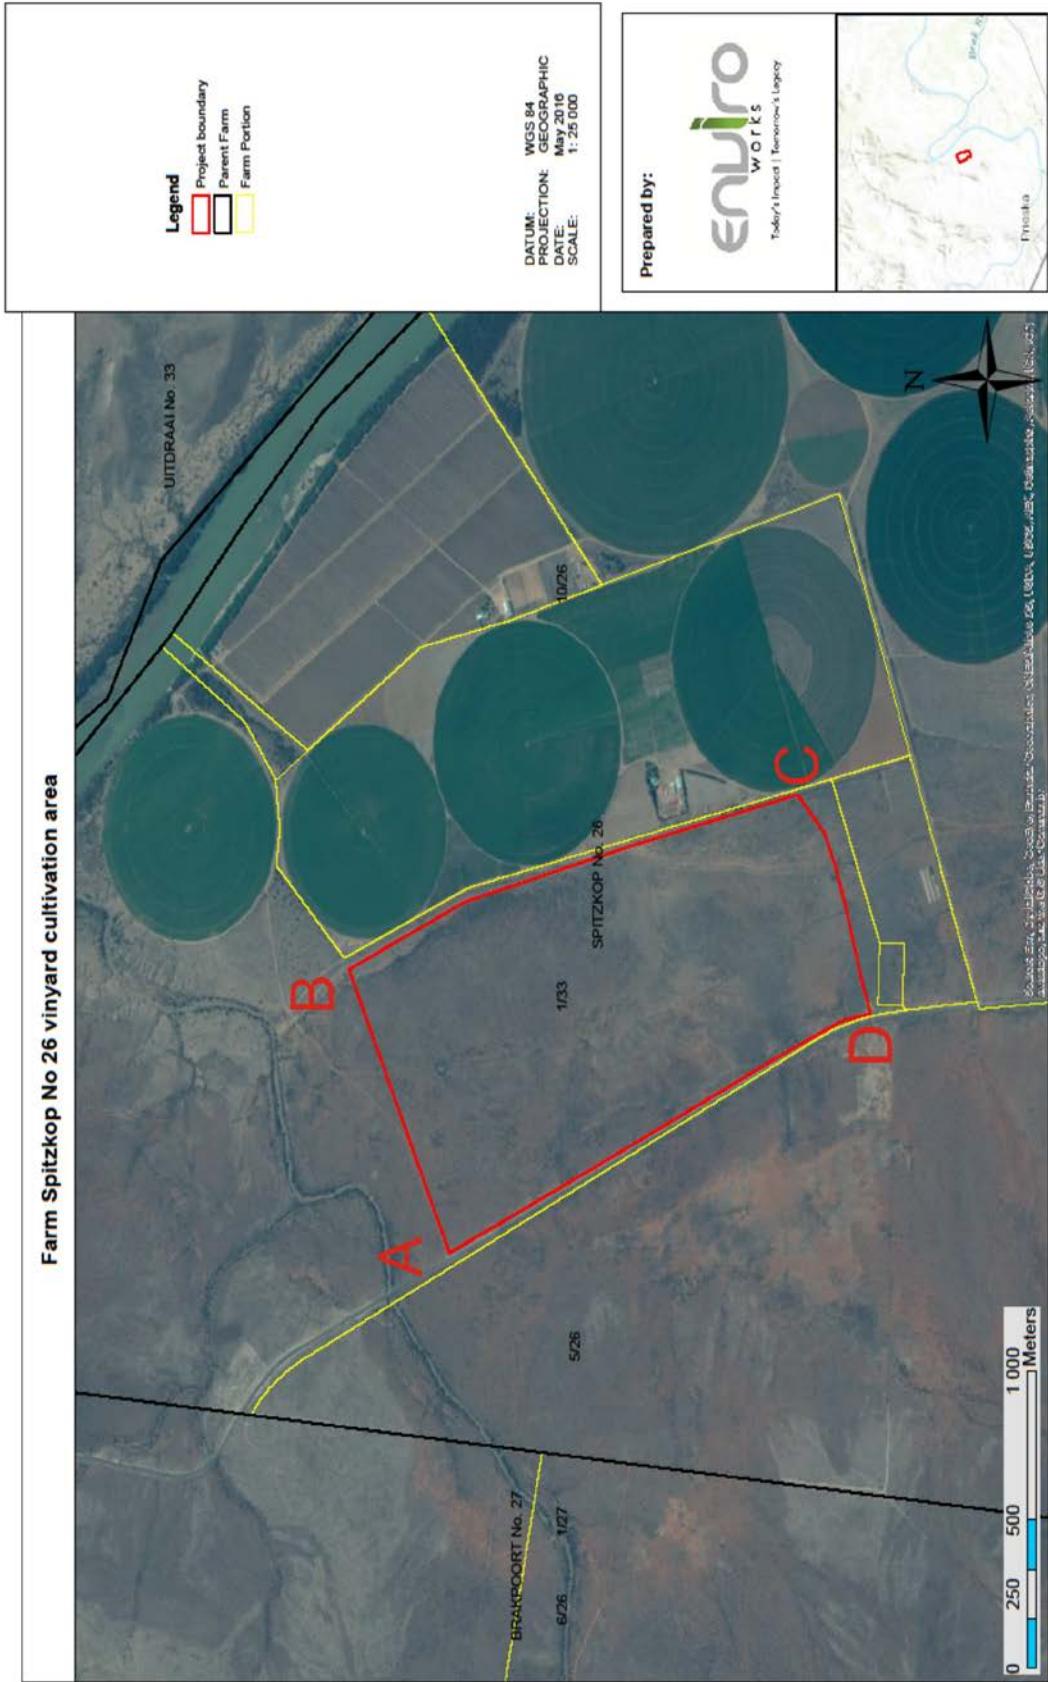 Farm Spitzkop No 26 vinyard cultivation area
UITDRAAI No. 33
10/26
B
C
SPITZKOP No. 26
1/33
A
D
5/26
BRAKPOORT No. 27
1/27
6/26
N
0 250 500 1 000
Meters
Legend
Project boundary
Parent Farm
Farm Portion
DATUM: WGS 84
PROJECTION: GEOGRAPHIC
DATE: May 2016
SCALE: 1: 25 000
Prepared by:
enviro
works
Today's Impact | Tomorrow's Legacy
Prieska